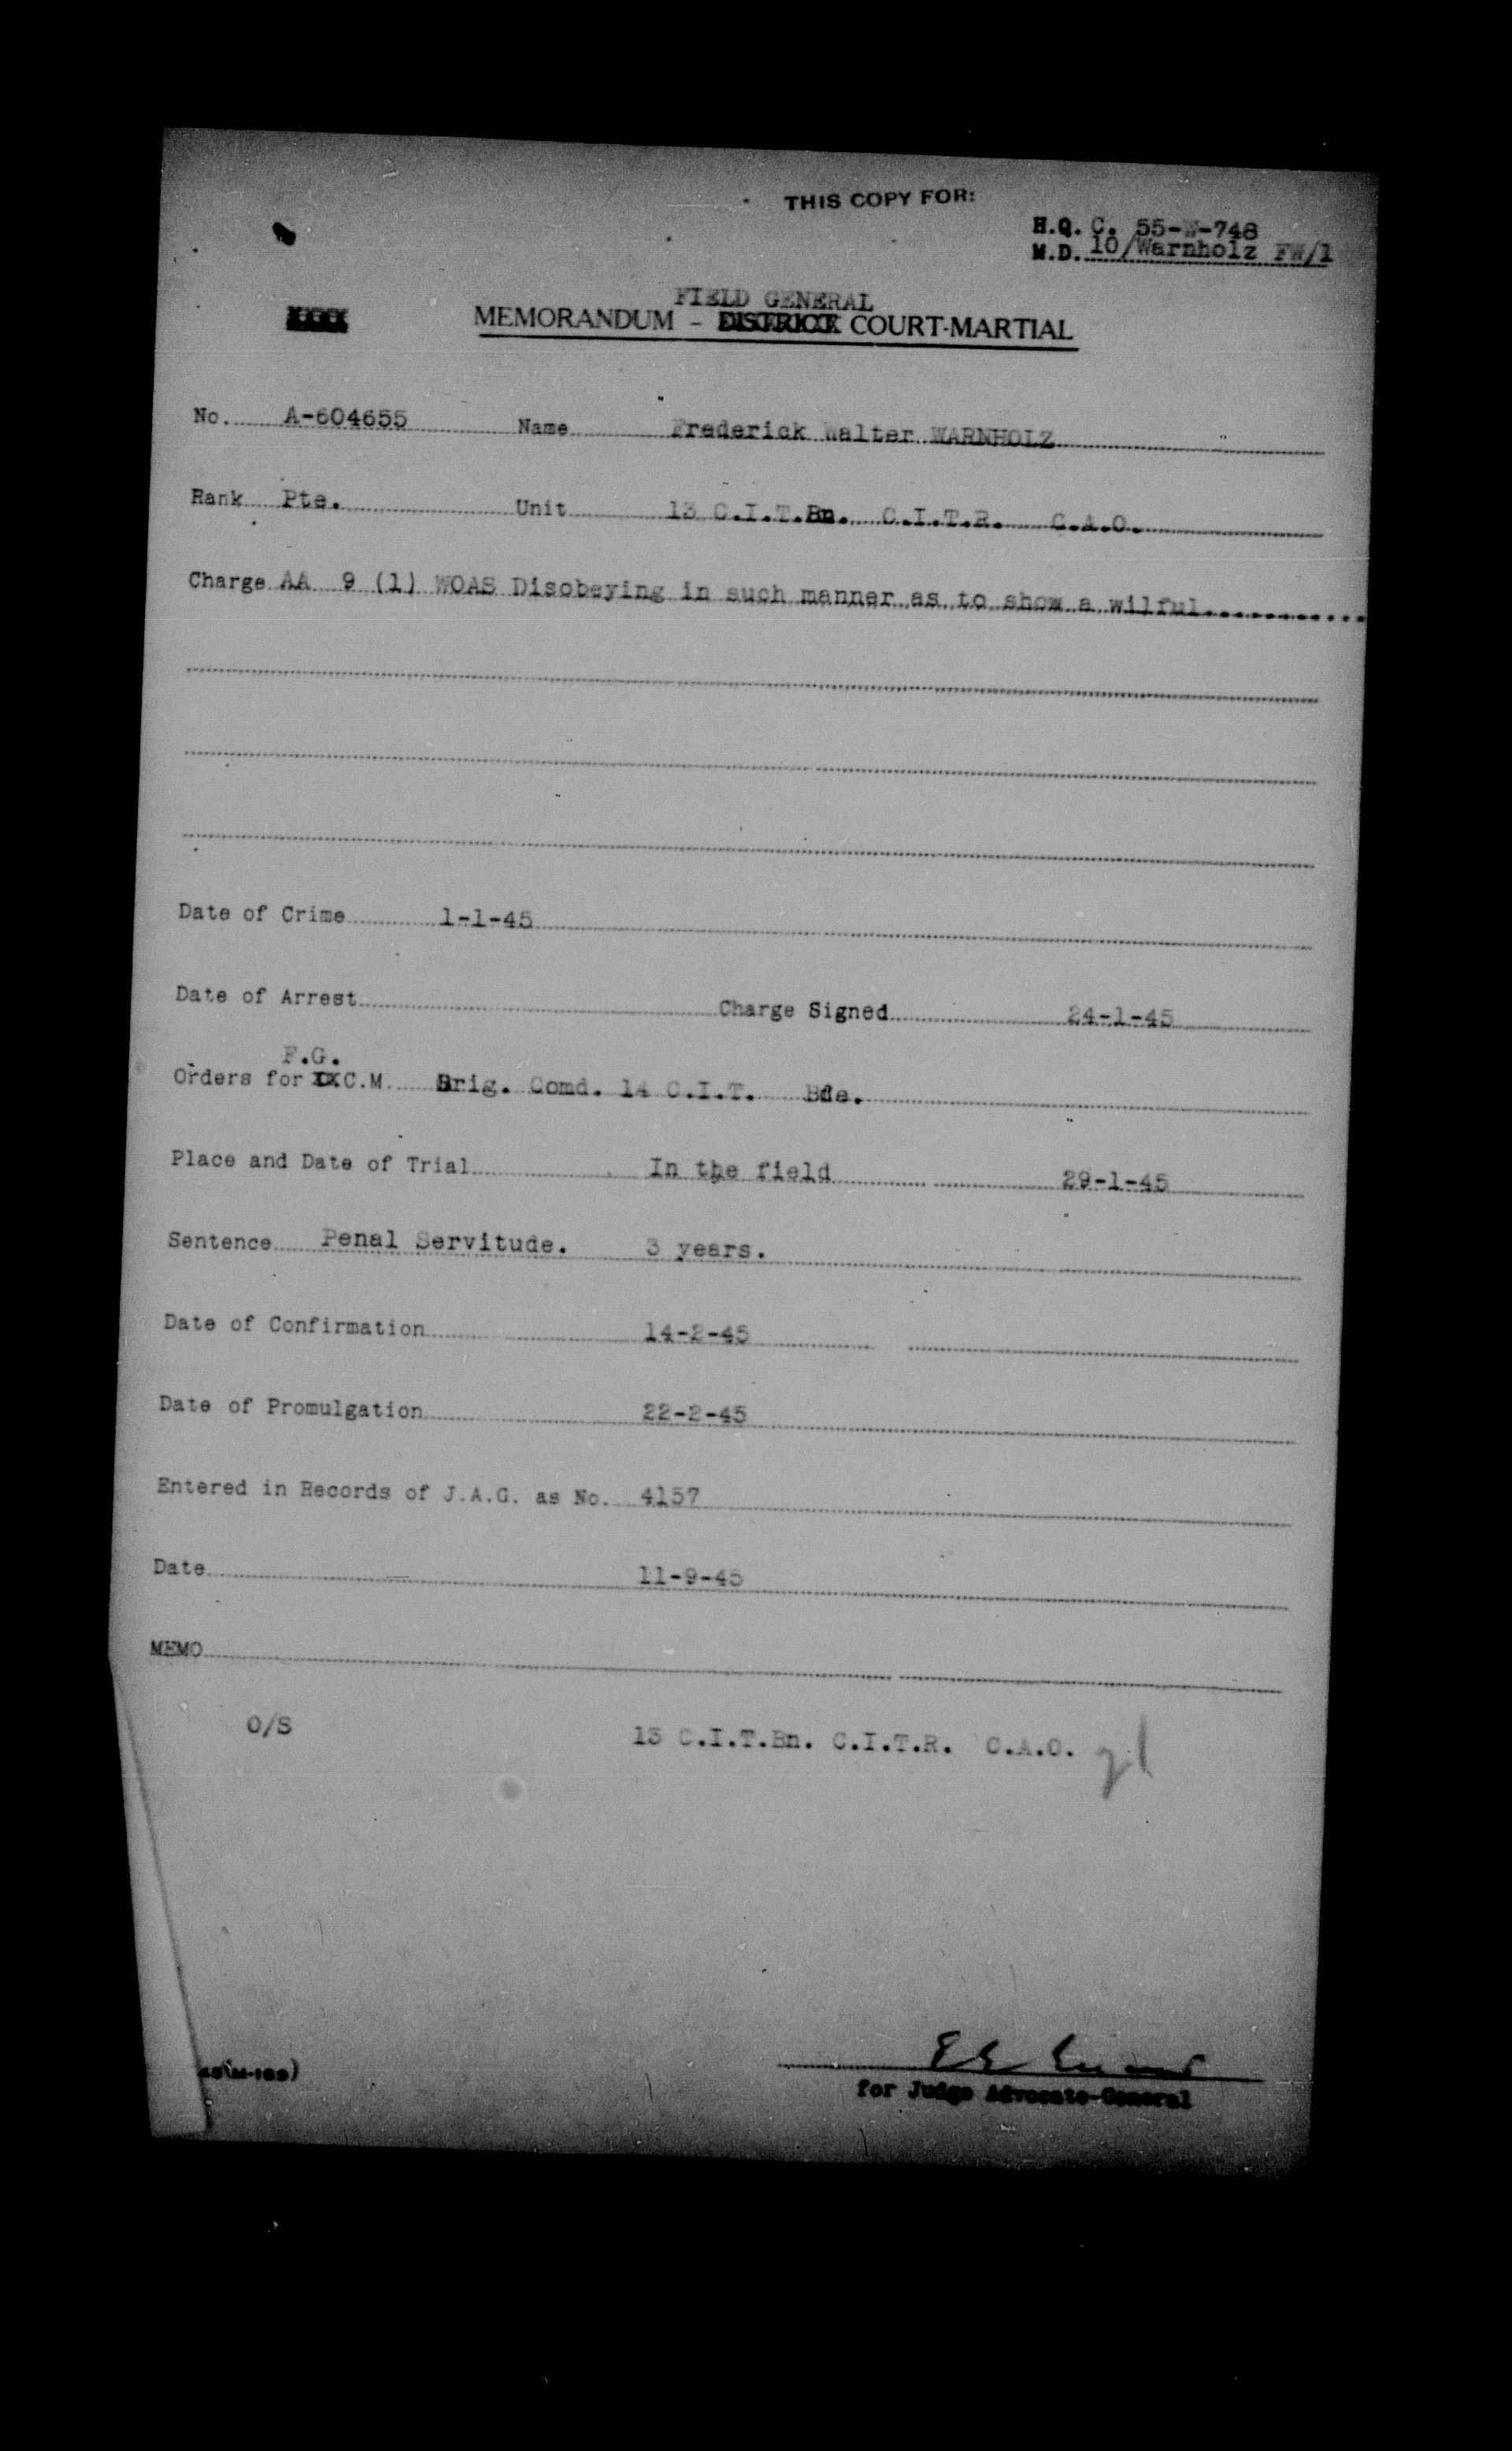 THIS COPY FOR:
H.Q. C. 55-W-748
M.D. 10/Warnholz FW/1
FIELD GENERAL
XXXX MEMORANDUM - DISTRICT COURT-MARTIAL
No. A-604655 Name Frederick Walter WARNHOLZ
Rank Pte. Unit 13 C.I.T.Bn. C.I.T.R. C.A.O.
Charge AA 9 (1) WOAS Disobeying in such manner as to show a wilful............
Date of Crime 1-1-45
Date of Arrest Charge Signed 24-1-45
F.G.
Orders for XX C.M. Brig. Comd. 14 C.I.T. Bde.
Place and Date of Trial In the field 29-1-45
Sentence Penal Servitude. 3 years.
Date of Confirmation 14-2-45
Date of Promulgation 22-2-45
Entered in Records of J.A.G. as No. 4157
Date 11-9-45
MEMO
O/S 13 C.I.T.Bn. C.I.T.R. C.A.O.
for Judge Advocate-General